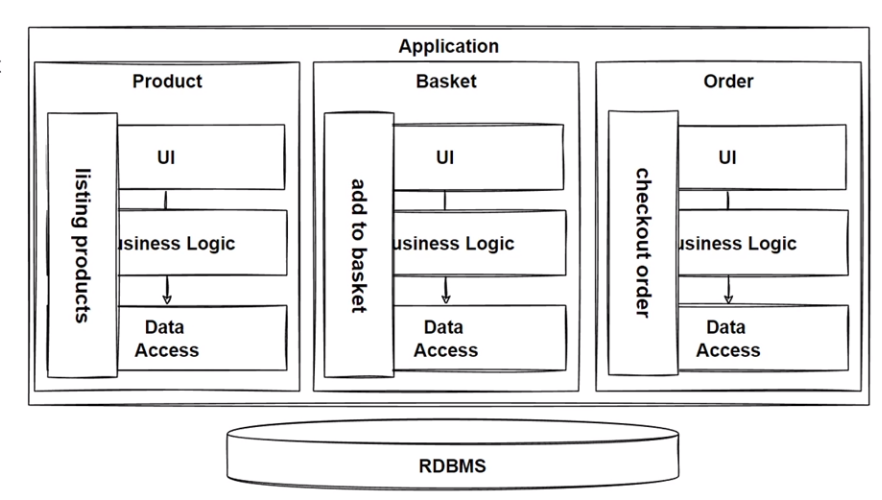 Application
Product
Basket
Order
listing products
UI
usiness Logic
Data
Access
add to basket
UI
usiness Logic
Data
Access
checkout order
UI
usiness Logic
Data
Access
RDBMS